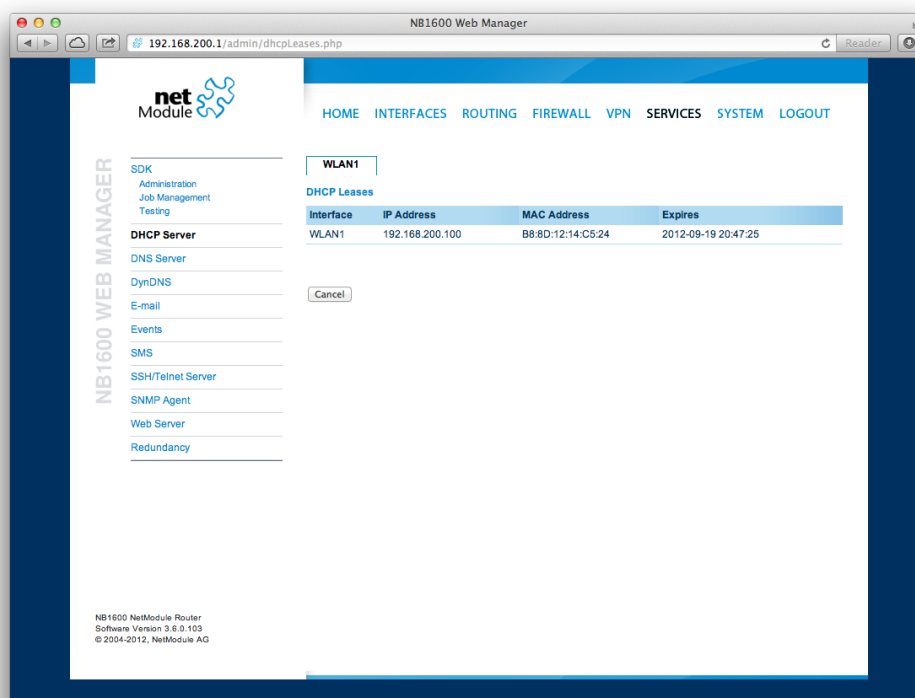 NB1600 Web Manager
192.168.200.1/admin/dhcpLeases.php
Reader
net
Module
HOME INTERFACES ROUTING FIREWALL VPN SERVICES SYSTEM LOGOUT
NB1600 WEB MANAGER
SDK
Administration
Job Management
Testing
DHCP Server
DNS Server
DynDNS
E-mail
Events
SMS
SSH/Telnet Server
SNMP Agent
Web Server
Redundancy
WLAN1
DHCP Leases
Interface IP Address MAC Address Expires
WLAN1 192.168.200.100 B8:8D:12:14:C5:24 2012-09-19 20:47:25
Cancel
NB1600 NetModule Router
Software Version 3.6.0.103
© 2004-2012, NetModule AG